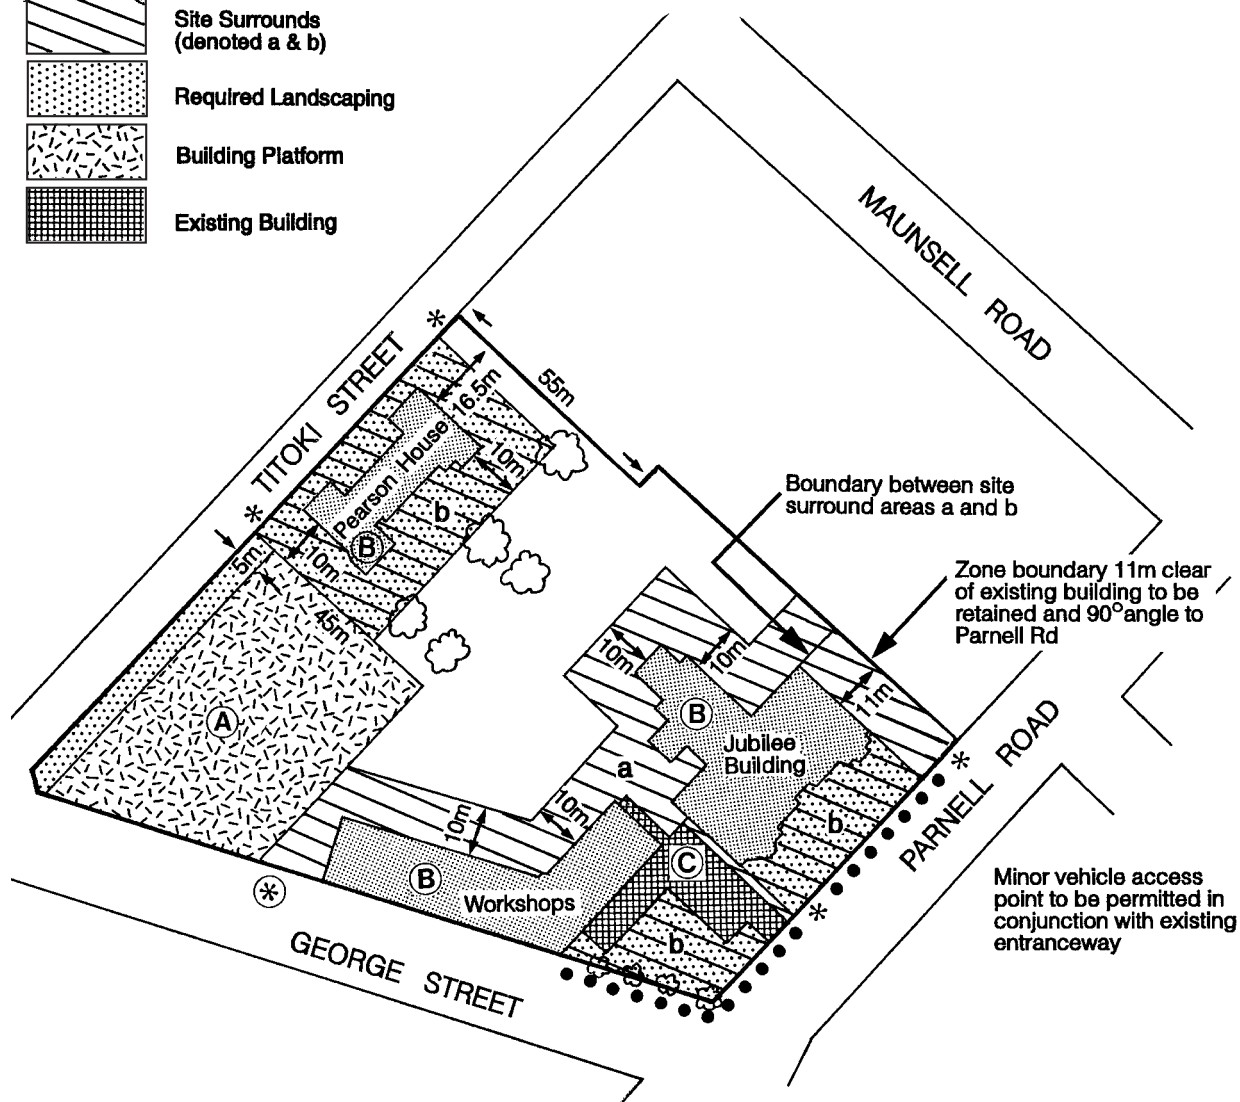 Site Surrounds
(denoted a & b)
Required Landscaping
Building Platform
Existing Building
MAUNSELL ROAD
TITOKI STREET
*
55m
16.5m
Pearson House
10m
b
B
*
5m
10m
45m
Boundary between site
surround areas a and b
Zone boundary 11m clear
of existing building to be
retained and 90° angle to
Parnell Rd
10m
10m
11m
A
B
Jubilee
Building
a
*
PARNELL ROAD
10m
10m
b
C
B
Workshops
*
*
b
Minor vehicle access
point to be permitted in
conjunction with existing
entranceway
GEORGE STREET